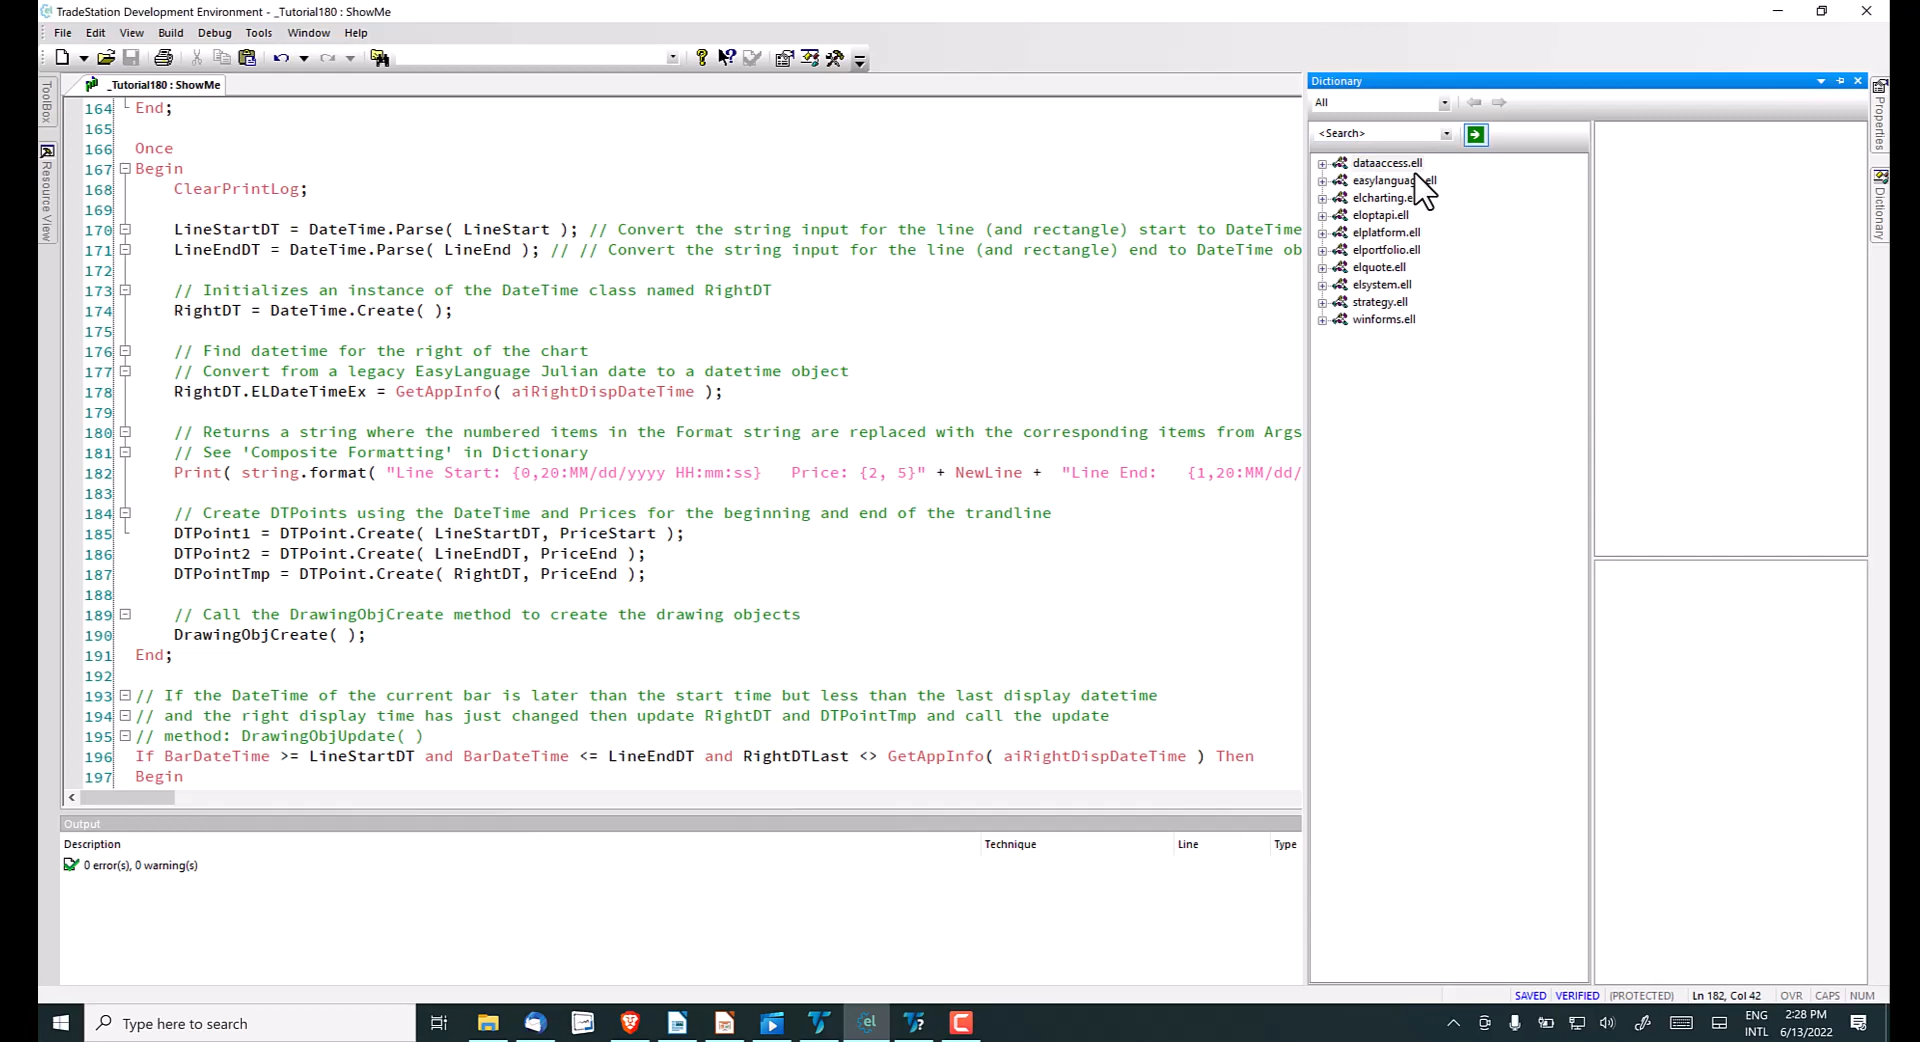 TradeStation Development Environment - _Tutorial180 : ShowMe
File Edit View Build Debug Tools Window Help
_Tutorial180 : ShowMe
ToolBox
Resource View
164 End;
165
166 Once
167 Begin
168 ClearPrintLog;
169
170 LineStartDT = DateTime.Parse( LineStart ); // Convert the string input for the line (and rectangle) start to DateTime
171 LineEndDT = DateTime.Parse( LineEnd ); // // Convert the string input for the line (and rectangle) end to DateTime ob
172
173 // Initializes an instance of the DateTime class named RightDT
174 RightDT = DateTime.Create( );
175
176 // Find datetime for the right of the chart
177 // Convert from a legacy EasyLanguage Julian date to a datetime object
178 RightDT.ELDateTimeEx = GetAppInfo( aiRightDispDateTime );
179
180 // Returns a string where the numbered items in the Format string are replaced with the corresponding items from Args
181 // See 'Composite Formatting' in Dictionary
182 Print( string.format( "Line Start: {0,20:MM/dd/yyyy HH:mm:ss} Price: {2, 5}" + NewLine + "Line End: {1,20:MM/dd/
183
184 // Create DTPoints using the DateTime and Prices for the beginning and end of the trandline
185 DTPoint1 = DTPoint.Create( LineStartDT, PriceStart );
186 DTPoint2 = DTPoint.Create( LineEndDT, PriceEnd );
187 DTPointTmp = DTPoint.Create( RightDT, PriceEnd );
188
189 // Call the DrawingObjCreate method to create the drawing objects
190 DrawingObjCreate( );
191 End;
192
193 // If the DateTime of the current bar is later than the start time but less than the last display datetime
194 // and the right display time has just changed then update RightDT and DTPointTmp and call the update
195 // method: DrawingObjUpdate( )
196 If BarDateTime >= LineStartDT and BarDateTime <= LineEndDT and RightDTLast <> GetAppInfo( aiRightDispDateTime ) Then
197 Begin
Output
Description Technique Line Type
0 error(s), 0 warning(s)
Dictionary
All
<Search>
dataaccess.ell
easylanguage.ell
elcharting.e
eloptapi.ell
elplatform.ell
elportfolio.ell
elquote.ell
elsystem.ell
strategy.ell
winforms.ell
Properties
Dictionary
SAVED VERIFIED (PROTECTED) Ln 182, Col 42 OVR CAPS NUM
Type here to search
el
ENG
INTL
2:28 PM
6/13/2022